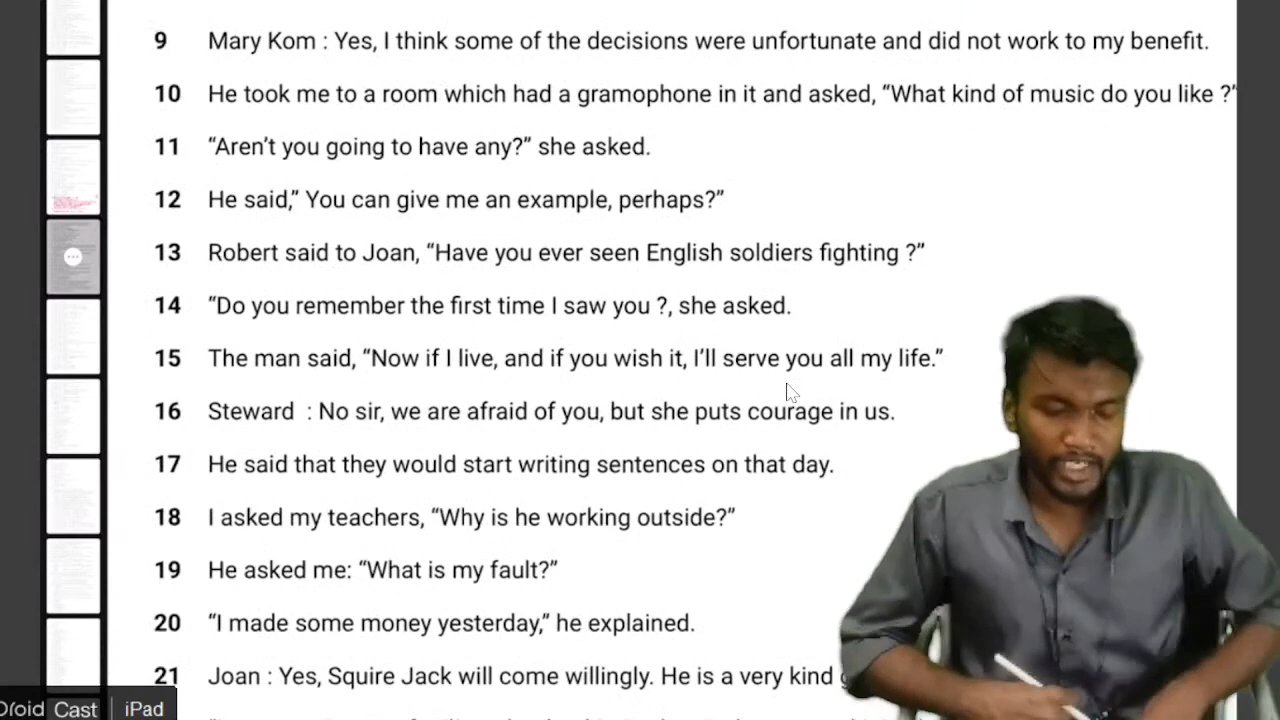 9 Mary Kom : Yes, I think some of the decisions were unfortunate and did not work to my benefit.
10 He took me to a room which had a gramophone in it and asked, “What kind of music do you like ?”
11 “Aren’t you going to have any?” she asked.
12 He said,” You can give me an example, perhaps?”
13 Robert said to Joan, “Have you ever seen English soldiers fighting ?”
14 “Do you remember the first time I saw you ?, she asked.
15 The man said, “Now if I live, and if you wish it, I’ll serve you all my life.”
16 Steward : No sir, we are afraid of you, but she puts courage in us.
17 He said that they would start writing sentences on that day.
18 I asked my teachers, “Why is he working outside?”
19 He asked me: “What is my fault?”
20 “I made some money yesterday,” he explained.
21 Joan : Yes, Squire Jack will come willingly. He is a very kind
Droid Cast iPad